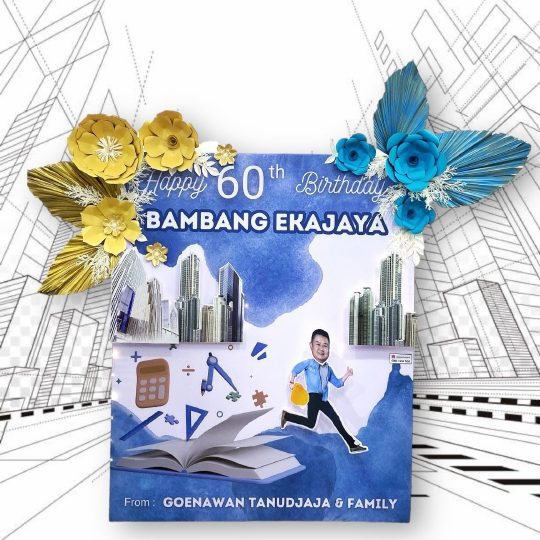 Happy 60th Birthday
BAMBANG EKAJAYA
From : GOENAWAN TANUDJAJA & FAMILY